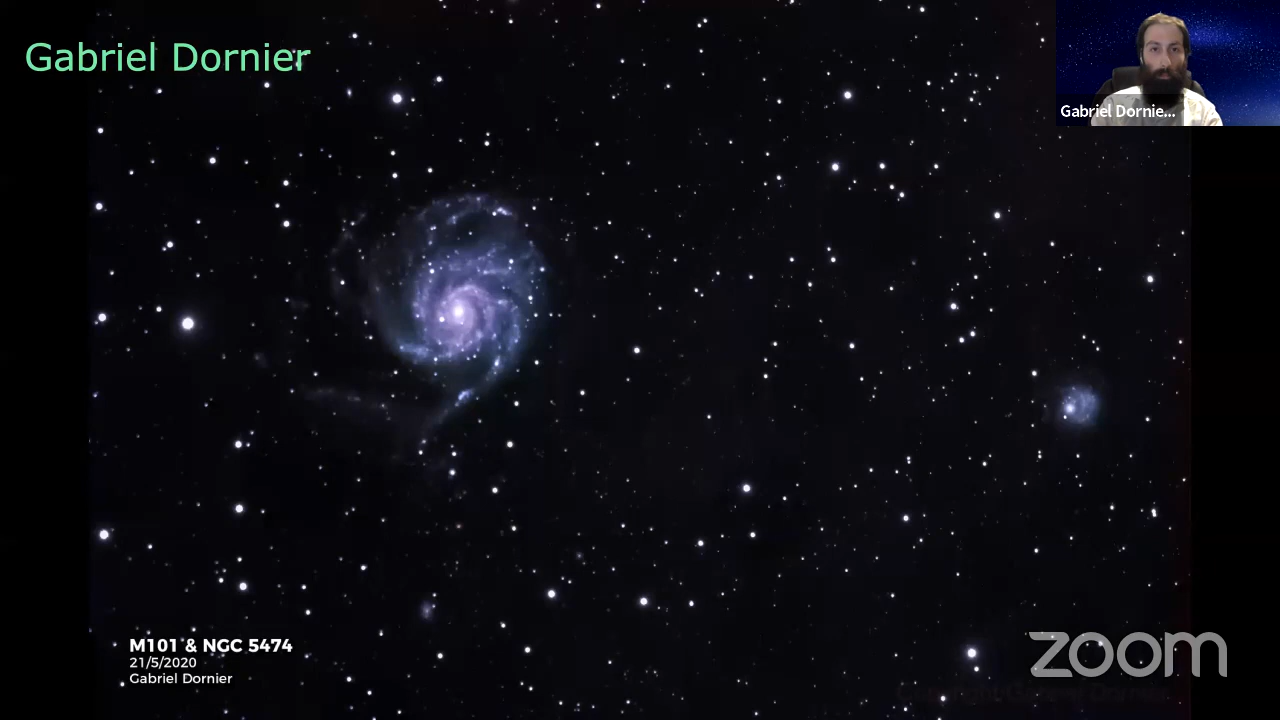 Gabriel Dornier
Gabriel Dornie...
M101 & NGC 5474
21/5/2020
Gabriel Dornier
zoom